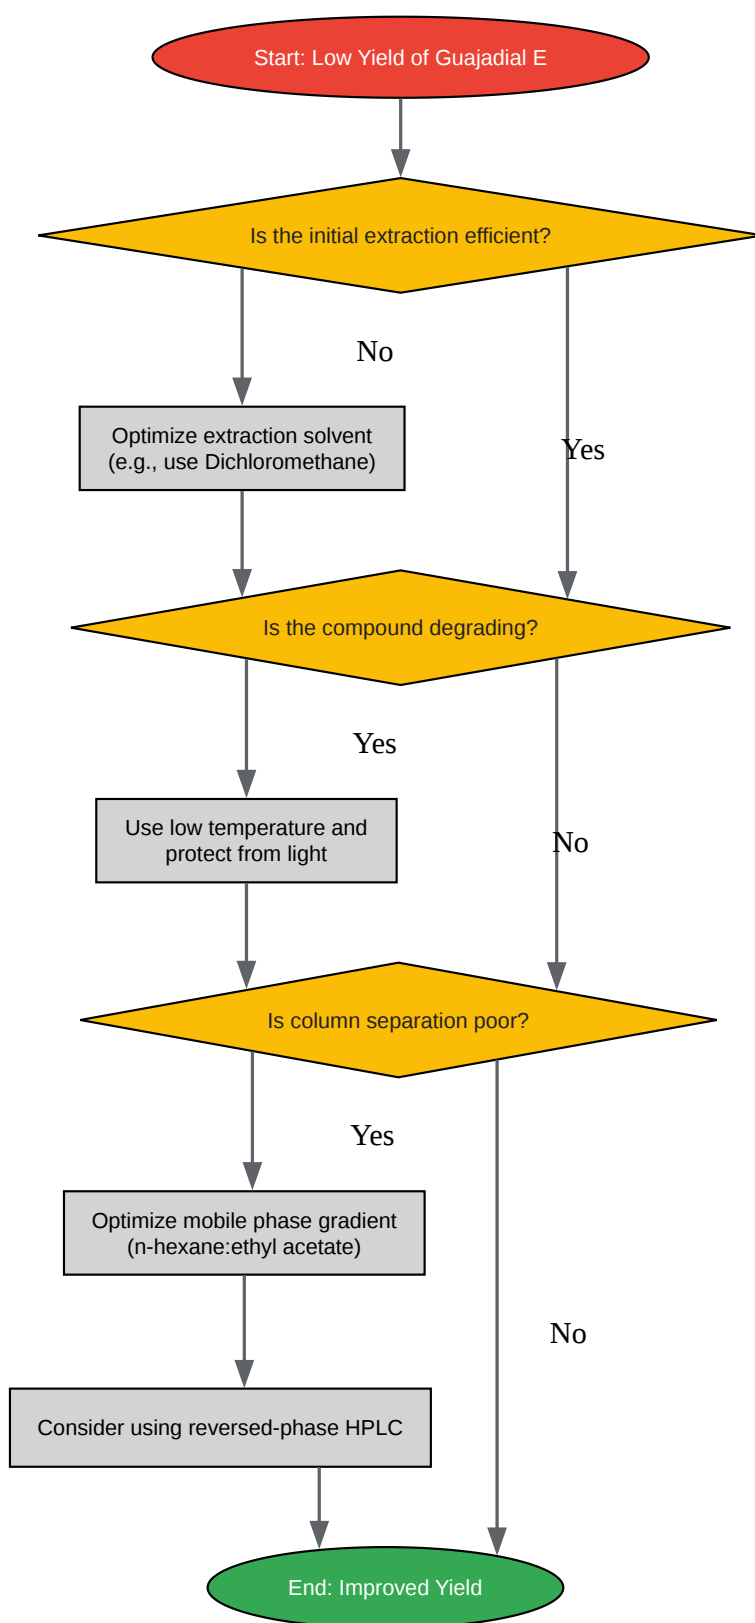 Start: Low Yield of Guajadial E
Is the initial extraction efficient?
No
Optimize extraction solvent
(e.g., use Dichloromethane)
Yes
Is the compound degrading?
Yes
Use low temperature and
protect from light
No
Is column separation poor?
Yes
Optimize mobile phase gradient
(n-hexane:ethyl acetate)
No
Consider using reversed-phase HPLC
End: Improved Yield